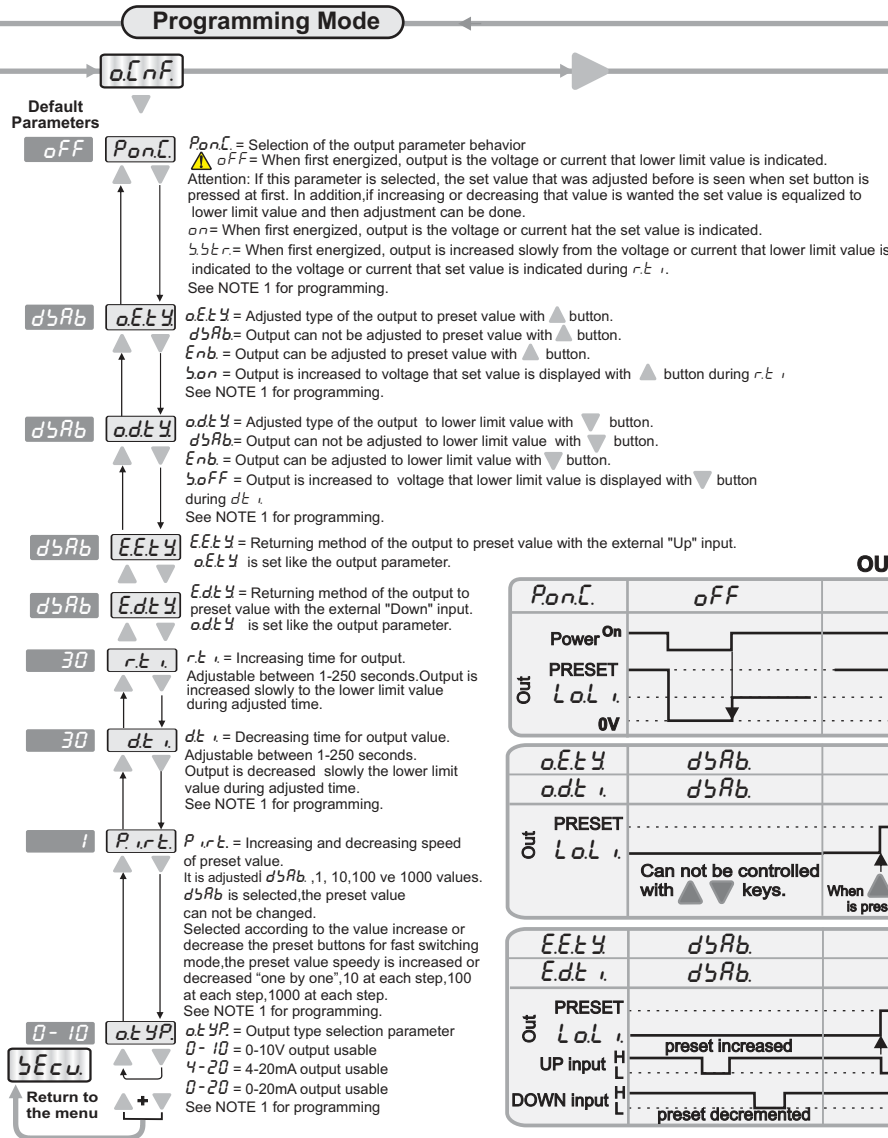 Programming Mode
o.CnF.
Default
Parameters
oFF
Pon.C.
P.on.C. = Selection of the output parameter behavior
oFF= When first energized, output is the voltage or current that lower limit value is indicated.
Attention: If this parameter is selected, the set value that was adjusted before is seen when set button is
pressed at first. In addition,if increasing or decreasing that value is wanted the set value is equalized to
lower limit value and then adjustment can be done.
on= When first energized, output is the voltage or current hat the set value is indicated.
S.Str.= When first energized, output is increased slowly from the voltage or current that lower limit value is
indicated to the voltage or current that set value is indicated during r.t i.
See NOTE 1 for programming.
dSAb
o.E.tY.
o.E.tY. = Adjusted type of the output to preset value with ▲ button.
dSAb.= Output can not be adjusted to preset value with ▲ button.
Enb. = Output can be adjusted to preset value with ▲ button.
S.on = Output is increased to voltage that set value is displayed with ▲ button during r.t i
See NOTE 1 for programming.
dSAb
o.d.tY.
o.d.tY. = Adjusted type of the output to lower limit value with ▼ button.
dSAb.= Output can not be adjusted to lower limit value with ▼ button.
Enb. = Output can be adjusted to lower limit value with ▼ button.
S.oFF = Output is increased to voltage that lower limit value is displayed with ▼ button
during dt i.
See NOTE 1 for programming.
dSAb
E.E.tY.
E.E.tY. = Returning method of the output to preset value with the external "Up" input.
o.E.tY is set like the output parameter.
dSAb
E.d.tY.
E.d.tY. = Returning method of the output to
preset value with the external "Down" input.
o.d.tY. is set like the output parameter.
30
r.t i.
r.t i. = Increasing time for output.
Adjustable between 1-250 seconds.Output is
increased slowly to the lower limit value
during adjusted time.
30
d.t i.
d.t i. = Decreasing time for output value.
Adjustable between 1-250 seconds.
Output is decreased slowly the lower limit
value during adjusted time.
See NOTE 1 for programming.
1
P.i.rt.
P i.rt. = Increasing and decreasing speed
of preset value.
It is adjustedİ dSAb. ,1, 10,100 ve 1000 values.
dSAb is selected,the preset value
can not be changed.
Selected according to the value increase or
decrease the preset buttons for fast switching
mode,the preset value speedy is increased or
decreased “one by one”,10 at each step,100
at each step,1000 at each step.
See NOTE 1 for programming.
0-10
o.tYP.
o.tYP. = Output type selection parameter
0-10 = 0-10V output usable
4-20 = 4-20mA output usable
0-20 = 0-20mA output usable
See NOTE 1 for programming
SEcu.
Return to
the menu
▲ + ▼
OU
P.on.C. oFF
Power On
Out
PRESET
Lo.L i.
0V
o.E.tY. dSAb.
o.d.t i. dSAb.
Out
PRESET
Lo.L i.
Can not be controlled
with ▲ ▼ keys.
When
is pres
E.E.tY. dSAb.
E.d.t i. dSAb.
Out
PRESET
Lo.L i.
preset increased
UP input H
L
DOWN input H
L
preset decremented